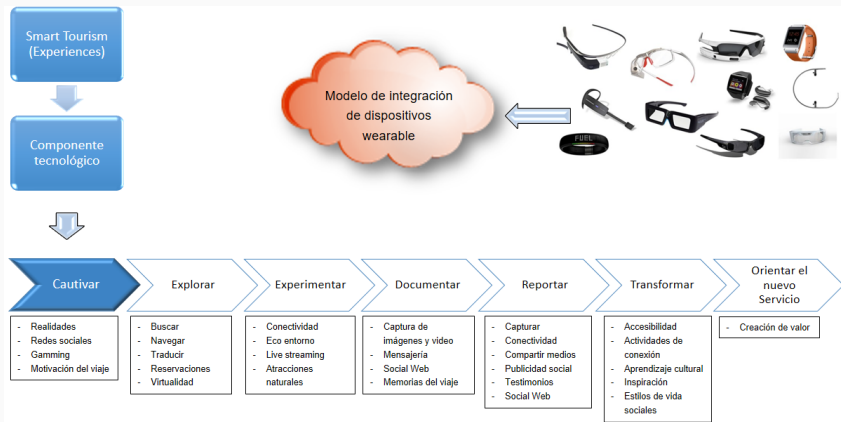 Smart Tourism
(Experiences)
Componente
tecnológico
Modelo de integración
de dispositivos
wearable
FUEL
Cautivar
Explorar
Experimentar
Documentar
Reportar
Transformar
Orientar el
nuevo
Servicio
- Realidades
- Redes sociales
- Gamming
- Motivación del viaje
- Buscar
- Navegar
- Traducir
- Reservaciones
- Virtualidad
- Conectividad
- Eco entorno
- Live streaming
- Atracciones
naturales
- Captura de
imágenes y video
- Mensajería
- Social Web
- Memorias del viaje
- Capturar
- Conectividad
- Compartir medios
- Publicidad social
- Testimonios
- Social Web
- Accesibilidad
- Actividades de
conexión
- Aprendizaje cultural
- Inspiración
- Estilos de vida
sociales
- Creación de valor